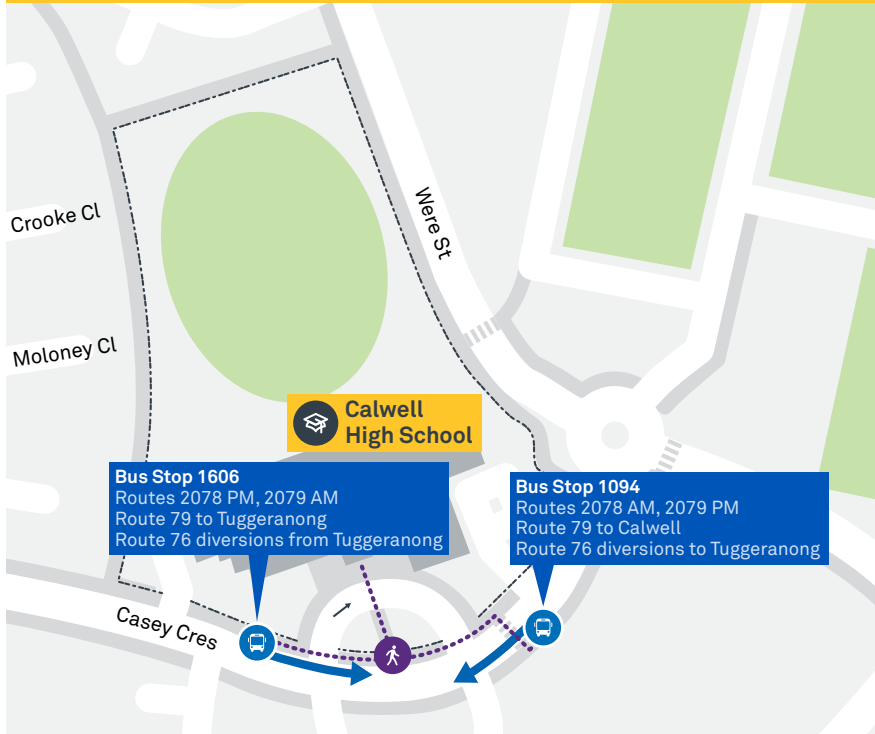 Crooke Cl
Were St
Moloney Cl
Calwell
High School
Bus Stop 1606
Routes 2078 PM, 2079 AM
Route 79 to Tuggeranong
Route 76 diversions from Tuggeranong
Bus Stop 1094
Routes 2078 AM, 2079 PM
Route 79 to Calwell
Route 76 diversions to Tuggeranong
Casey Cres